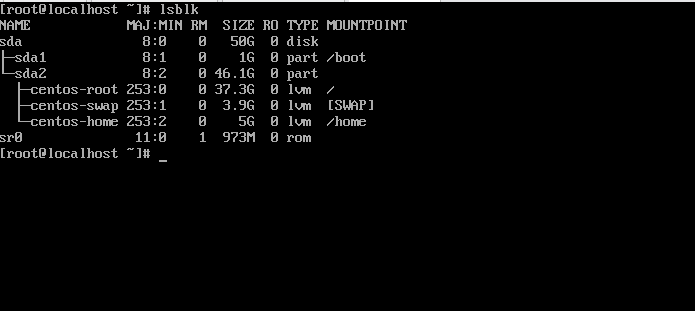 [root@localhost ~]# lsblk
NAME            MAJ:MIN RM  SIZE RO TYPE MOUNTPOINT
sda               8:0    0   50G  0 disk
├─sda1            8:1    0    1G  0 part /boot
└─sda2            8:2    0 46.1G  0 part
  ├─centos-root 253:0    0 37.3G  0 lvm  /
  ├─centos-swap 253:1    0  3.9G  0 lvm  [SWAP]
  └─centos-home 253:2    0    5G  0 lvm  /home
sr0              11:0    1  973M  0 rom
[root@localhost ~]# _